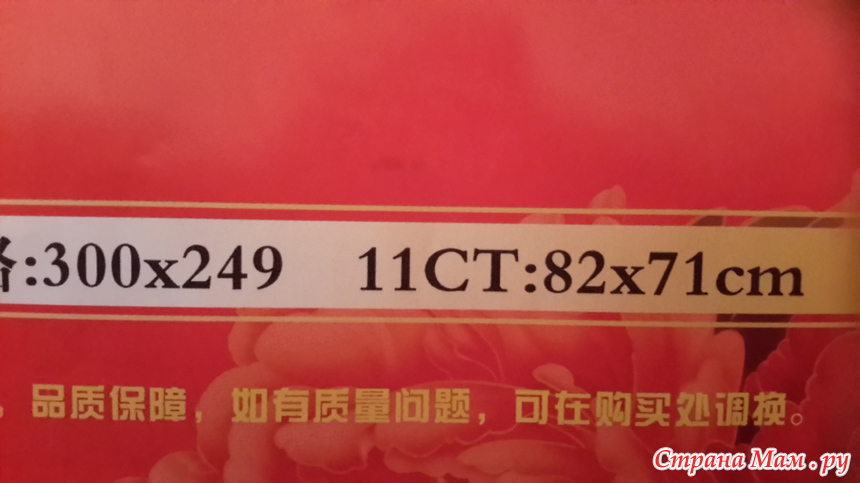 格:300x249 11CT:82x71cm
，品质保障，如有质量问题，可在购买处调换。
Страна Мам.ру